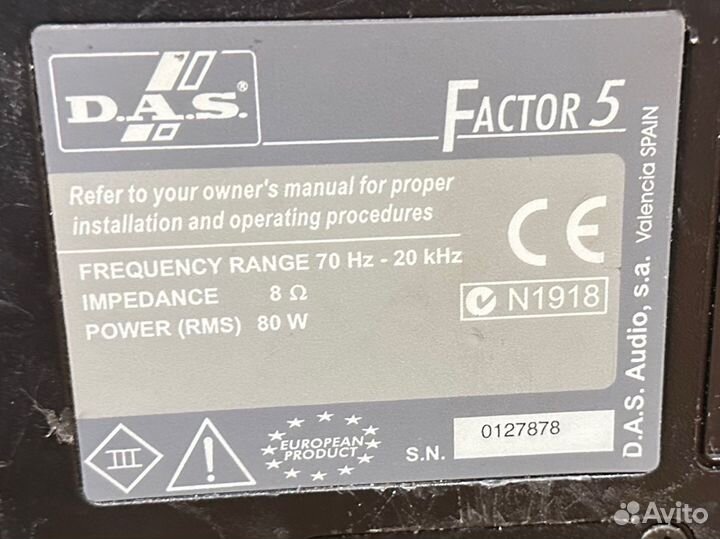 D.A.S.®
FACTOR 5
Refer to your owner's manual for proper
installation and operating procedures
FREQUENCY RANGE 70 Hz - 20 kHz
IMPEDANCE 8 Ω
POWER (RMS) 80 W
CE
N1918
III
EUROPEAN
PRODUCT
S.N. 0127878
D.A.S. Audio, s.a. Valencia SPAIN
Avito